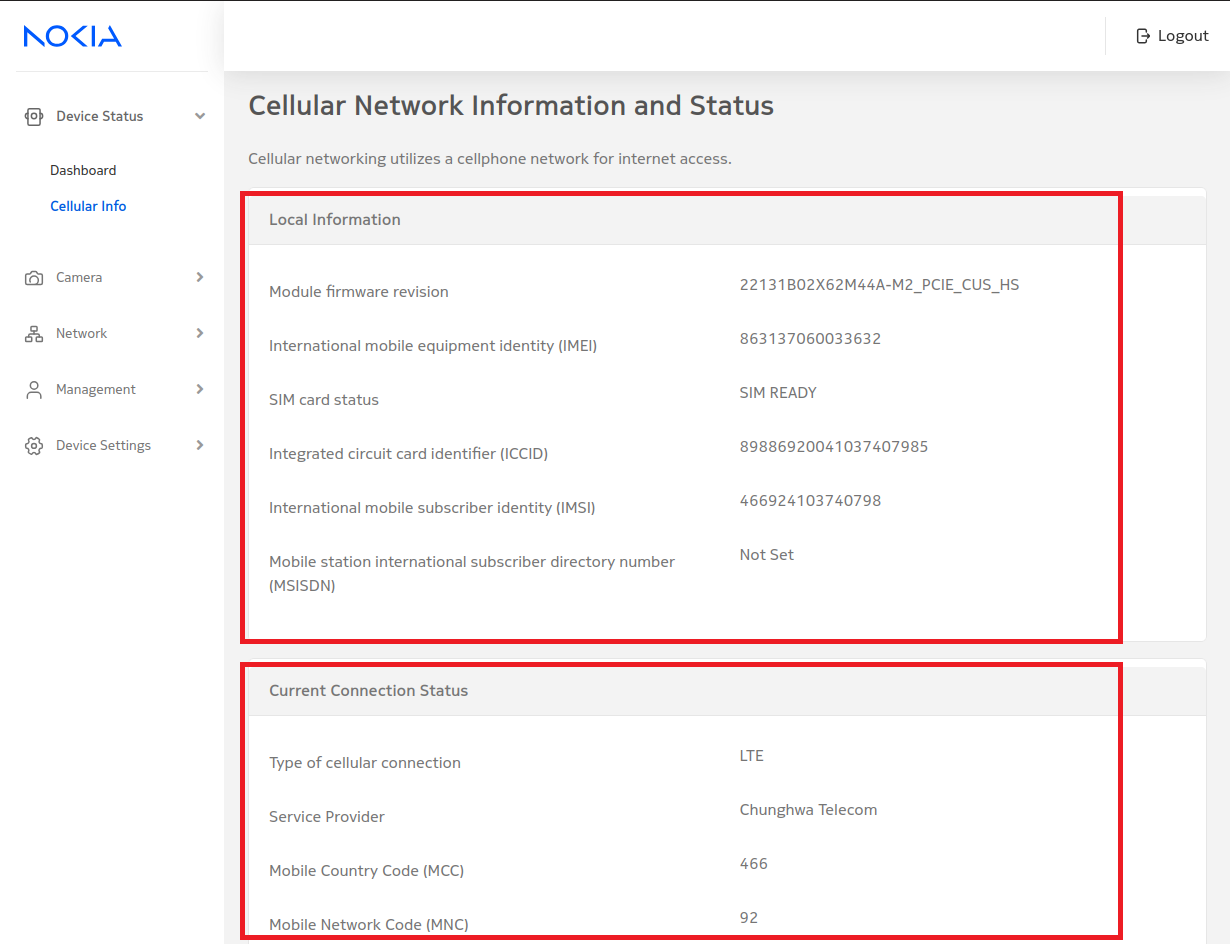 NOKIA
Logout
Device Status
Dashboard
Cellular Info
Camera
Network
Management
Device Settings
Cellular Network Information and Status
Cellular networking utilizes a cellphone network for internet access.
Local Information
Module firmware revision
22131B02X62M44A-M2_PCIE_CUS_HS
International mobile equipment identity (IMEI)
863137060033632
SIM card status
SIM READY
Integrated circuit card identifier (ICCID)
89886920041037407985
International mobile subscriber identity (IMSI)
466924103740798
Mobile station international subscriber directory number
(MSISDN)
Not Set
Current Connection Status
Type of cellular connection
LTE
Service Provider
Chunghwa Telecom
Mobile Country Code (MCC)
466
Mobile Network Code (MNC)
92